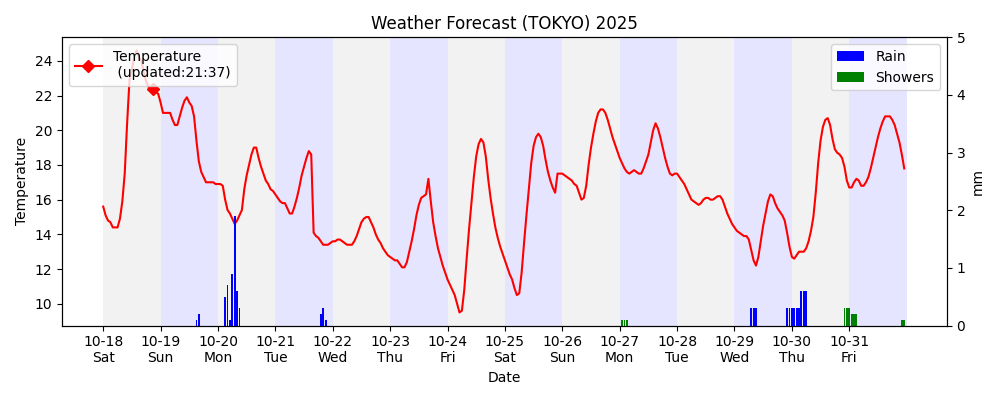 Weather Forecast (TOKYO) 2025
Temperature
(updated:21:37)
Rain
Showers
Temperature
24
22
20
18
16
14
12
10
5
4
3
2
1
0
mm
10-18
Sat
10-19
Sun
10-20
Mon
10-21
Tue
10-22
Wed
10-23
Thu
10-24
Fri
10-25
Sat
10-26
Sun
10-27
Mon
10-28
Tue
10-29
Wed
10-30
Thu
10-31
Fri
Date